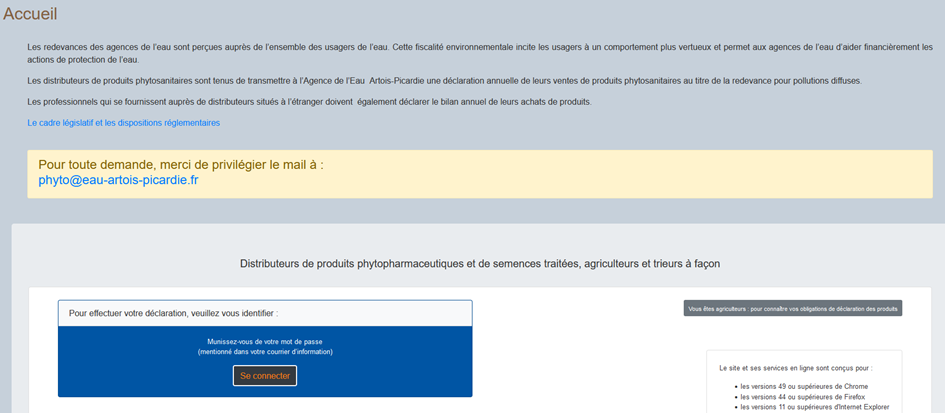 Accueil
Les redevances des agences de l'eau sont perçues auprès de l'ensemble des usagers de l'eau. Cette fiscalité environnementale incite les usagers à un comportement plus vertueux et permet aux agences de l'eau d'aider financièrement les
actions de protection de l'eau.
Les distributeurs de produits phytosanitaires sont tenus de transmettre à l'Agence de l'Eau Artois-Picardie une déclaration annuelle de leurs ventes de produits phytosanitaires au titre de la redevance pour pollutions diffuses.
Les professionnels qui se fournissent auprès de distributeurs situés à l'étranger doivent également déclarer le bilan annuel de leurs achats de produits.
Le cadre législatif et les dispositions réglementaires
Pour toute demande, merci de privilégier le mail à :
phyto@eau-artois-picardie.fr
Distributeurs de produits phytopharmaceutiques et de semences traitées, agriculteurs et trieurs à façon
Pour effectuer votre déclaration, veuillez vous identifier :
Munissez-vous de votre mot de passe
(mentionné dans votre courrier d'information)
Se connecter
Vous êtes agriculteurs : pour connaître vos obligations de déclaration des produits
Le site et ses services en ligne sont conçus pour :
• les versions 49 ou supérieures de Chrome
• les versions 44 ou supérieures de Firefox
• les versions 11 ou supérieures d'Internet Explorer